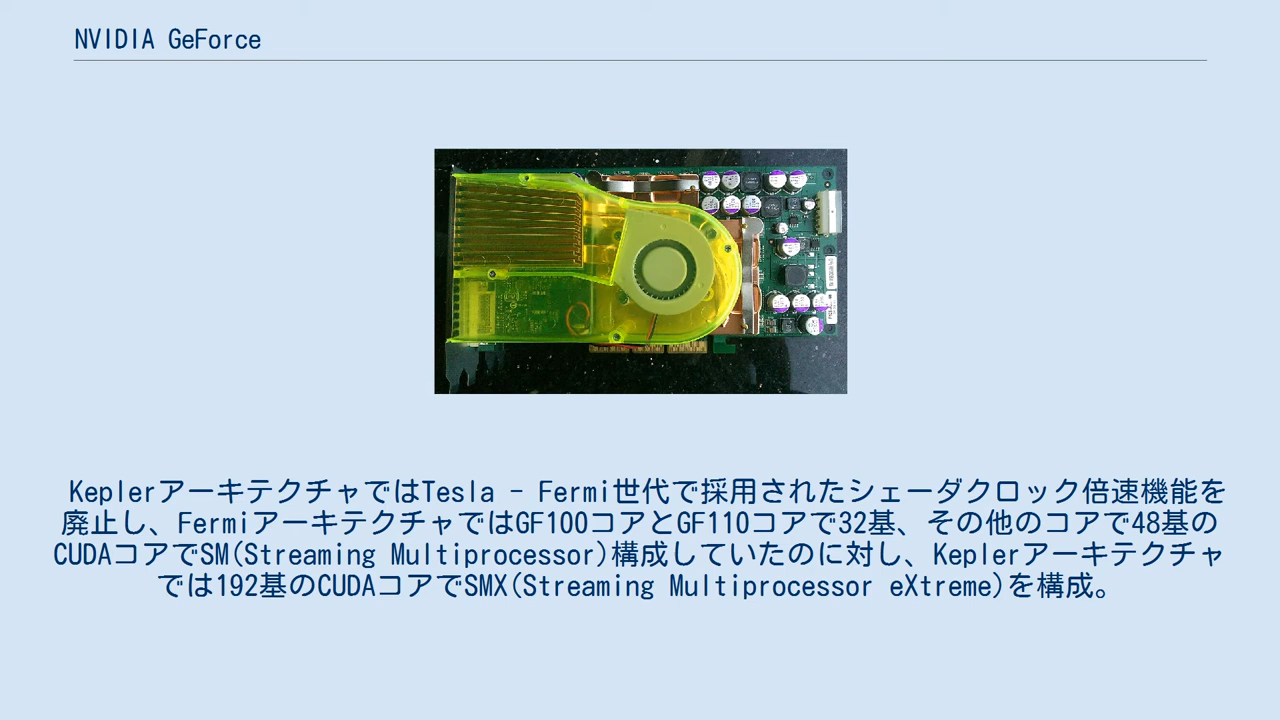 NVIDIA GeForce
KeplerアーキテクチャではTesla - Fermi世代で採用されたシェーダクロック倍速機能を
廃止し、FermiアーキテクチャではGF100コアとGF110コアで32基、その他のコアで48基の
CUDAコアでSM(Streaming Multiprocessor)構成していたのに対し、Keplerアーキテクチャ
では192基のCUDAコアでSMX(Streaming Multiprocessor eXtreme)を構成。